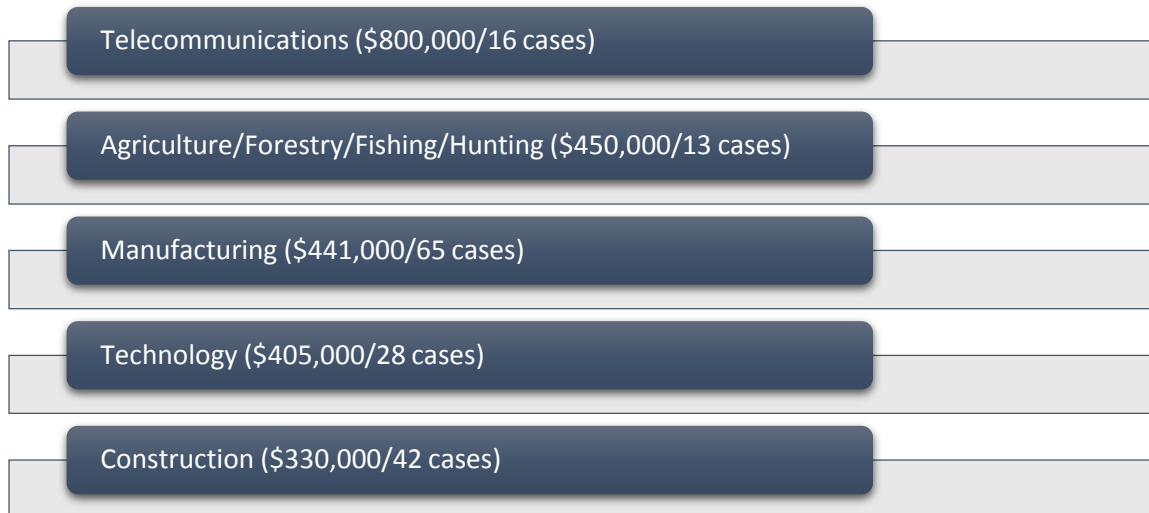 Telecommunications ($800,000/16 cases)
Agriculture/Forestry/Fishing/Hunting ($450,000/13 cases)
Manufacturing ($441,000/65 cases)
Technology ($405,000/28 cases)
Construction ($330,000/42 cases)